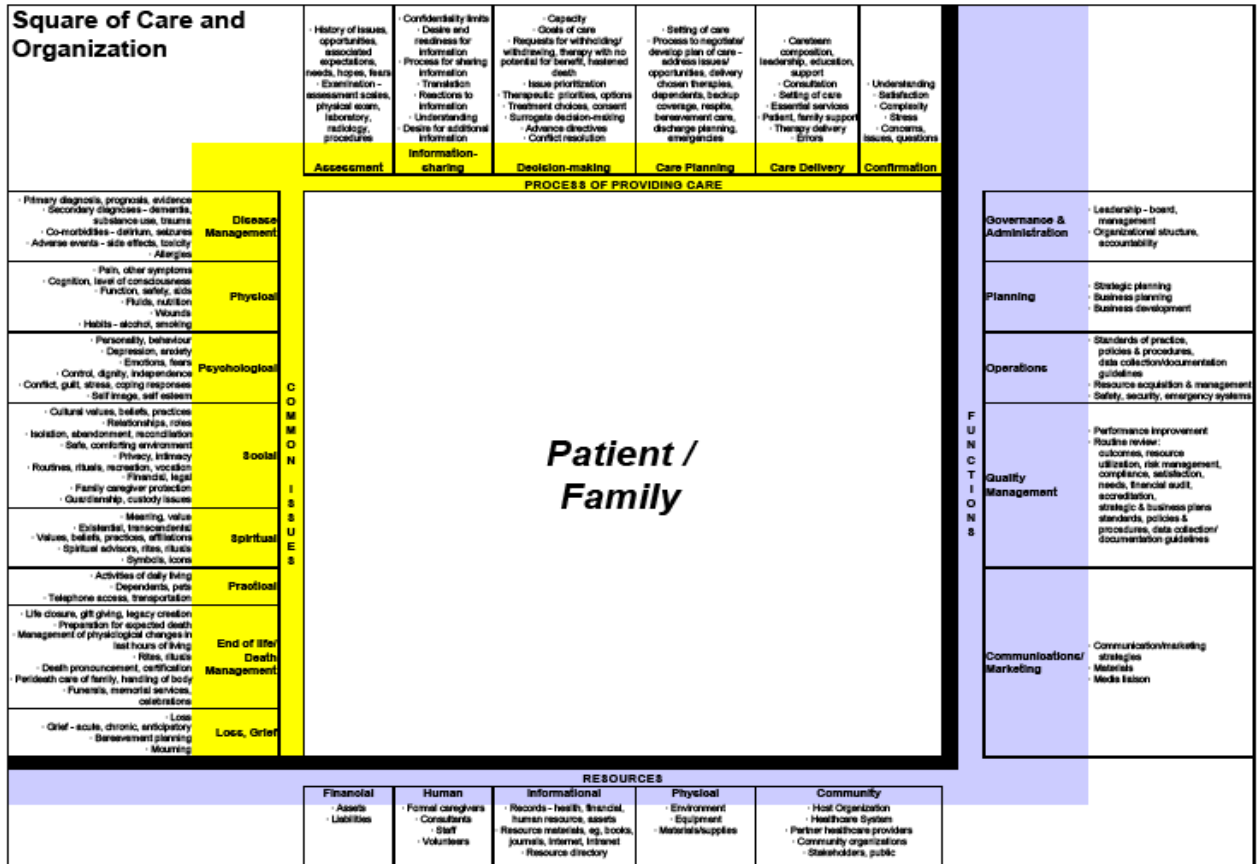 Square of Care and
Organization
· History of issues,
opportunities,
associated
expectations,
needs, hopes, fears
· Examination -
assessment scales,
physical exam,
laboratory,
radiology,
procedures
Assessment
· Confidentiality limits
· Desire and
readiness for
information
· Process for sharing
information
· Translation
· Reactions to
information
· Understanding
· Desire for additional
information
Information-
sharing
· Capacity
· Goals of care
· Requests for withholding/
withdrawing, therapy with no
potential for benefit, hastened
death
· Issue prioritization
· Therapeutic priorities, options
· Treatment choices, consent
· Surrogate decision-making
· Advance directives
· Conflict resolution
Decision-making
· Setting of care
· Process to negotiate/
develop plan of care -
address issues/
opportunities, delivery
chosen therapies,
dependents, backup
coverage, respite,
bereavement care,
discharge planning,
emergencies
Care Planning
· Careteam
composition,
leadership, education,
support
· Consultation
· Setting of care
· Essential services
· Patient, family support
· Therapy delivery
· Errors
Care Delivery
· Understanding
· Satisfaction
· Complexity
· Stress
· Concerns,
issues, questions
Confirmation
PROCESS OF PROVIDING CARE
· Primary diagnosis, prognosis, evidence
· Secondary diagnoses - dementia,
substance use, trauma
· Co-morbidities - delirium, seizures
· Adverse events - side effects, toxicity
· Allergies
Disease
Management
· Pain, other symptoms
· Cognition, level of consciousness
· Function, safety, aids
· Fluids, nutrition
· Wounds
· Habits - alcohol, smoking
Physical
· Personality, behaviour
· Depression, anxiety
· Emotions, fears
· Control, dignity, independence
· Conflict, guilt, stress, coping responses
· Self image, self esteem
Psychological
· Cultural values, beliefs, practices
· Relationships, roles
· Isolation, abandonment, reconciliation
· Safe, comforting environment
· Privacy, intimacy
· Routines, rituals, recreation, vocation
· Financial, legal
· Family caregiver protection
· Guardianship, custody issues
Social
· Meaning, value
· Existential, transcendental
· Values, beliefs, practices, affiliations
· Spiritual advisors, rites, rituals
· Symbols, icons
Spiritual
· Activities of daily living
· Dependents, pets
· Telephone access, transportation
Practical
· Life closure, gift giving, legacy creation
· Preparation for expected death
· Management of physiological changes in
last hours of living
· Rites, rituals
· Death pronouncement, certification
· Perideath care of family, handling of body
· Funerals, memorial services,
celebrations
End of life/
Death
Management
· Loss
· Grief - acute, chronic, anticipatory
· Bereavement planning
· Mourning
Loss, Grief
COMMON ISSUES
Patient /
Family
FUNCTIONS
Governance &
Administration
· Leadership - board,
management
· Organizational structure,
accountability
Planning
· Strategic planning
· Business planning
· Business development
Operations
· Standards of practice,
policies & procedures,
data collection/documentation
guidelines
· Resource acquisition & management
· Safety, security, emergency systems
Quality
Management
· Performance improvement
· Routine review:
outcomes, resource
utilization, risk management,
compliance, satisfaction,
needs, financial audit,
accreditation,
strategic & business plans
standards, policies &
procedures, data collection/
documentation guidelines
Communications/
Marketing
· Communication/marketing
strategies
· Materials
· Media liaison
RESOURCES
Financial
· Assets
· Liabilities
Human
· Formal caregivers
· Consultants
· Staff
· Volunteers
Informational
· Records - health, financial,
human resource, assets
· Resource materials, eg, books,
journals, Internet, Intranet
· Resource directory
Physical
· Environment
· Equipment
· Materials/supplies
Community
· Host Organization
· Healthcare System
· Partner healthcare providers
· Community organizations
· Stakeholders, public